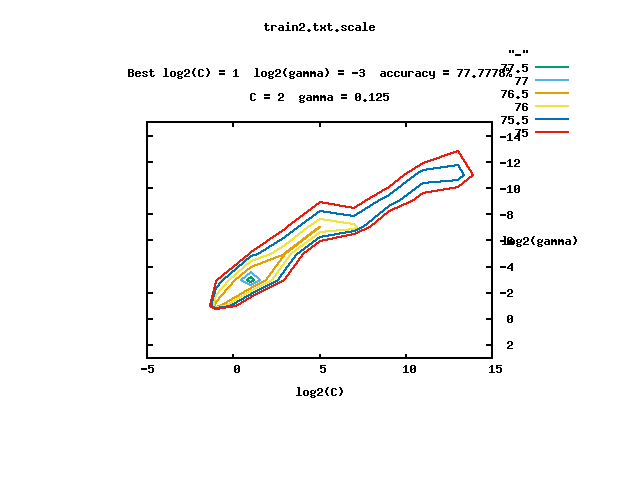 train2.txt.scale
"-"
Best log2(C) = 1  log2(gamma) = -3  accuracy = 77.7778%
77.5
77
76.5
76
75.5
75
C = 2  gamma = 0.125
-14
-12
-10
-8
-6
log2(gamma)
-4
-2
0
2
-5 0 5 10 15
log2(C)